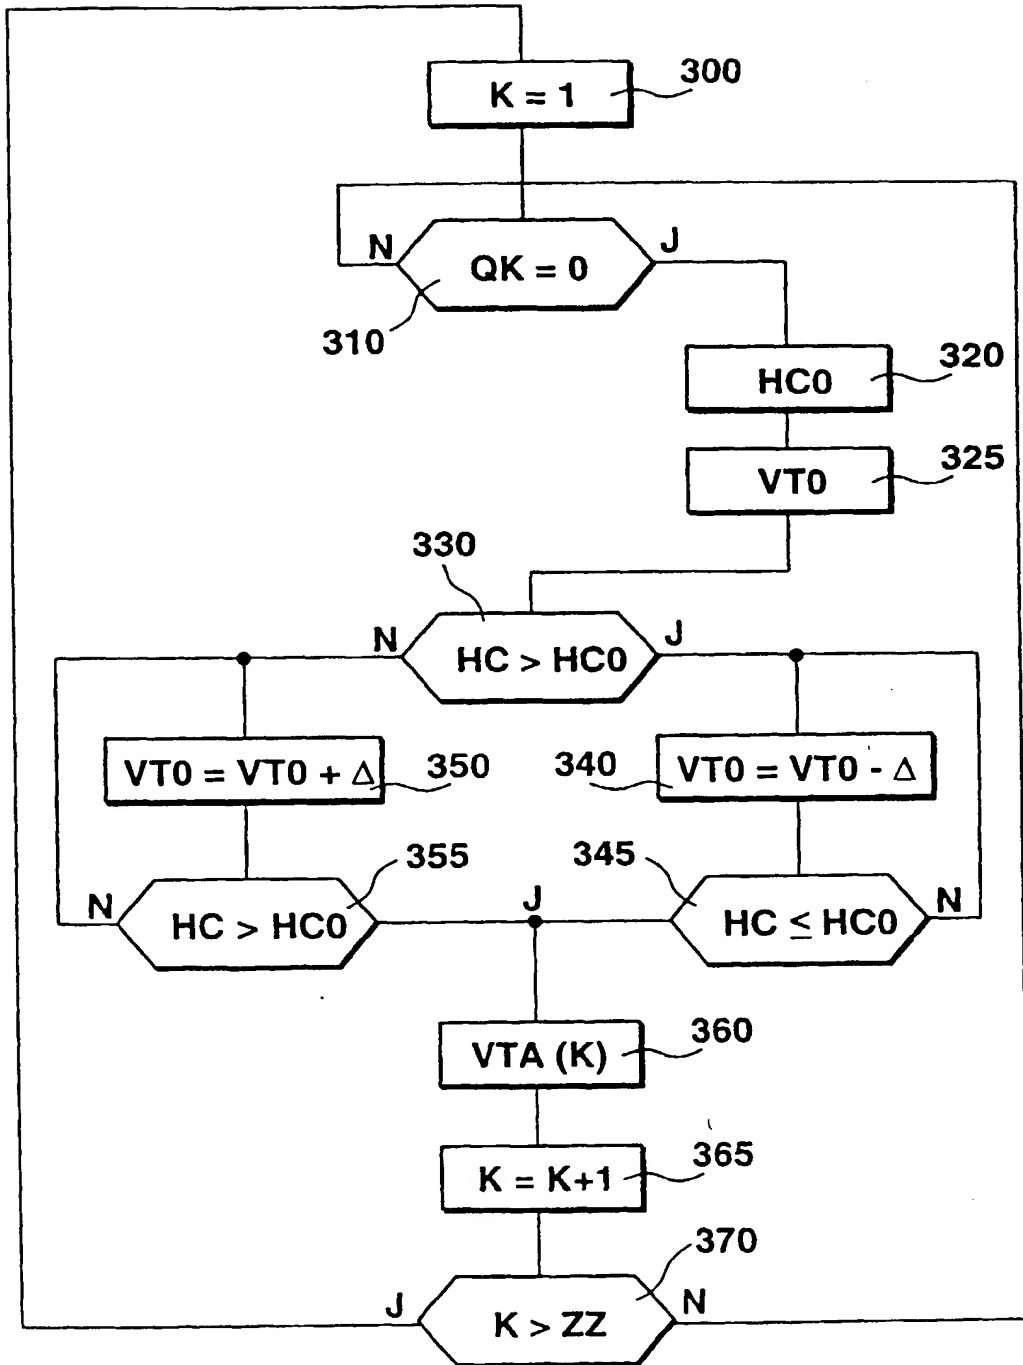 300
K = 1
N
J
QK = 0
310
320
HC0
325
VT0
330
N
J
HC > HC0
VT0 = VT0 + Δ
350
340
VT0 = VT0 - Δ
355
345
N
HC > HC0
J
HC ≤ HC0
N
360
VTA (K)
365
K = K+1
370
J
N
K > ZZ